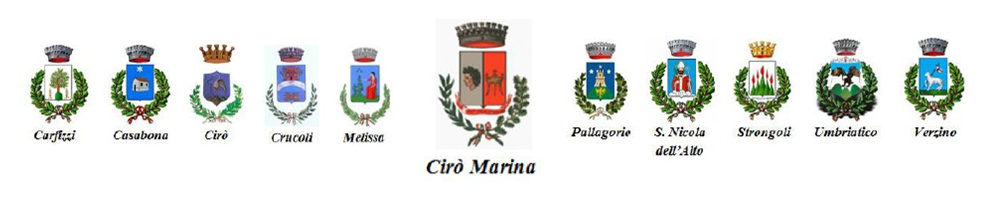 Carfizzi
Casabona
Cirò
Crucoli
Melissa
Cirò Marina
Pallagorio
S. Nicola
dell'Alto
Strongoli
Umbriatico
Verzino